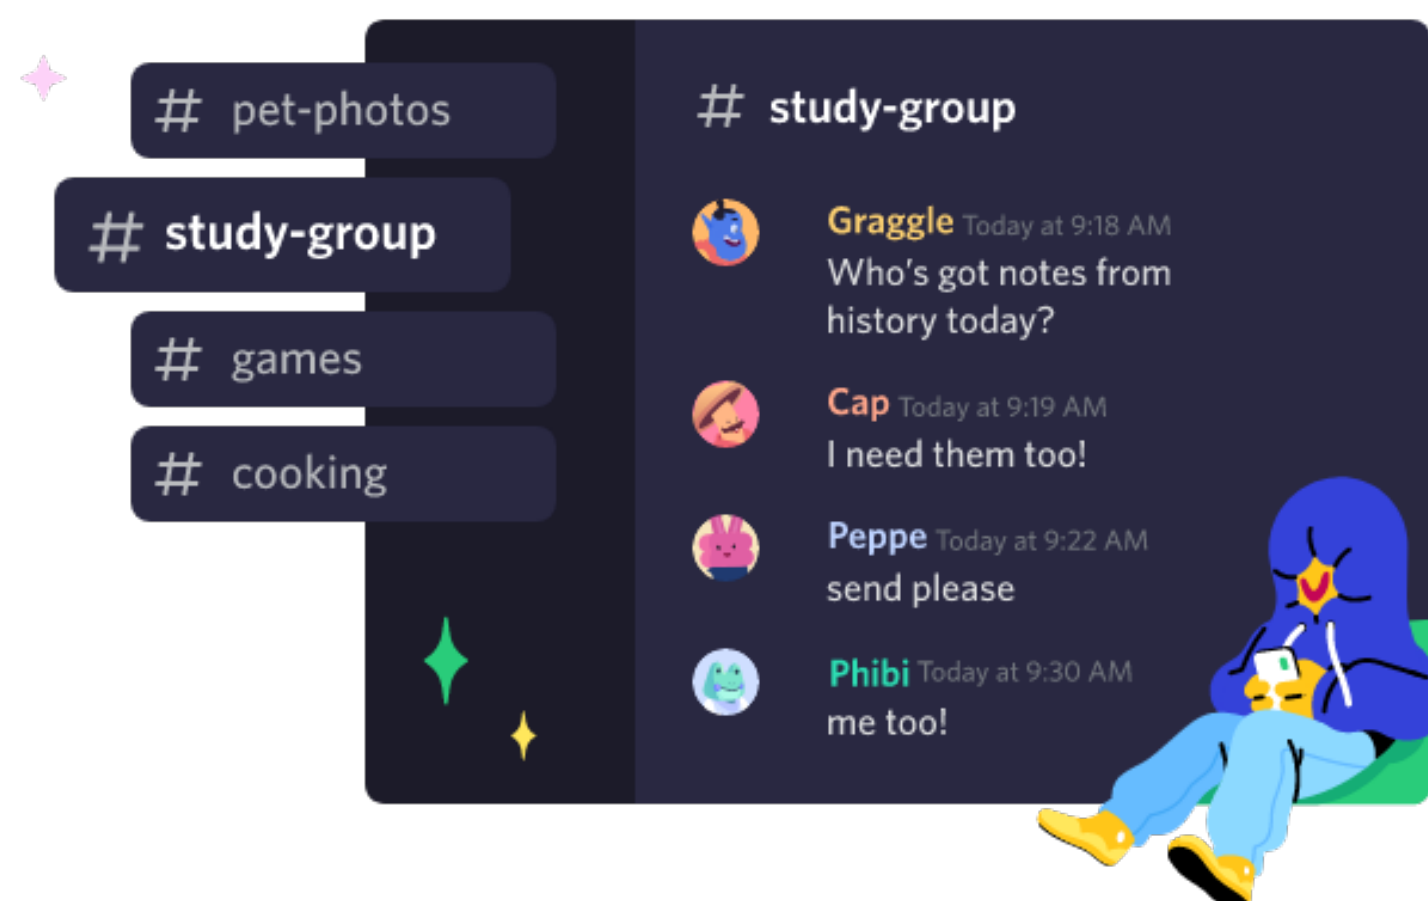 # pet-photos
# study-group
# games
# cooking
# study-group
Graggle Today at 9:18 AM
Who's got notes from
history today?
Cap Today at 9:19 AM
I need them too!
Peppe Today at 9:22 AM
send please
Phibi Today at 9:30 AM
me too!